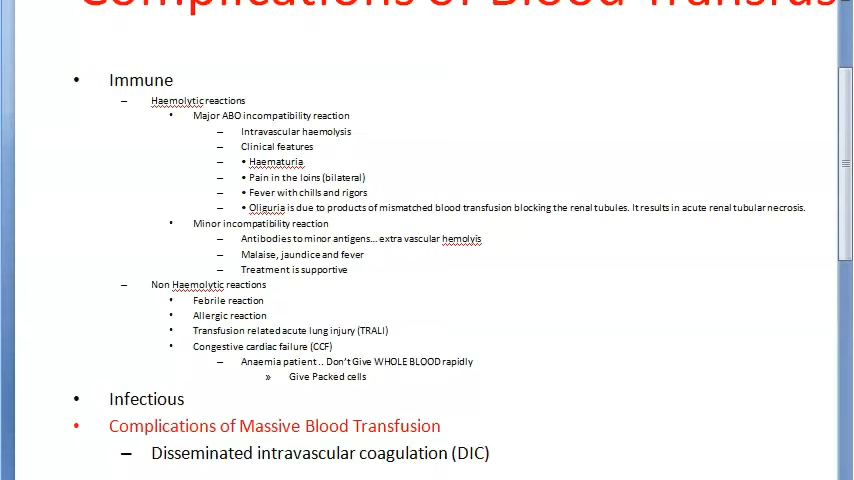 Complications of Blood Transfus
• Immune
– Haemolytic reactions
• Major ABO incompatibility reaction
– Intravascular haemolysis
– Clinical features
– • Haematuria
– • Pain in the loins (bilateral)
– • Fever with chills and rigors
– • Oliguria is due to products of mismatched blood transfusion blocking the renal tubules. It results in acute renal tubular necrosis.
• Minor incompatibility reaction
– Antibodies to minor antigens... extra vascular hemolyis
– Malaise, jaundice and fever
– Treatment is supportive
– Non Haemolytic reactions
• Febrile reaction
• Allergic reaction
• Transfusion related acute lung injury (TRALI)
• Congestive cardiac failure (CCF)
– Anaemia patient .. Don't Give WHOLE BLOOD rapidly
» Give Packed cells
• Infectious
• Complications of Massive Blood Transfusion
– Disseminated intravascular coagulation (DIC)